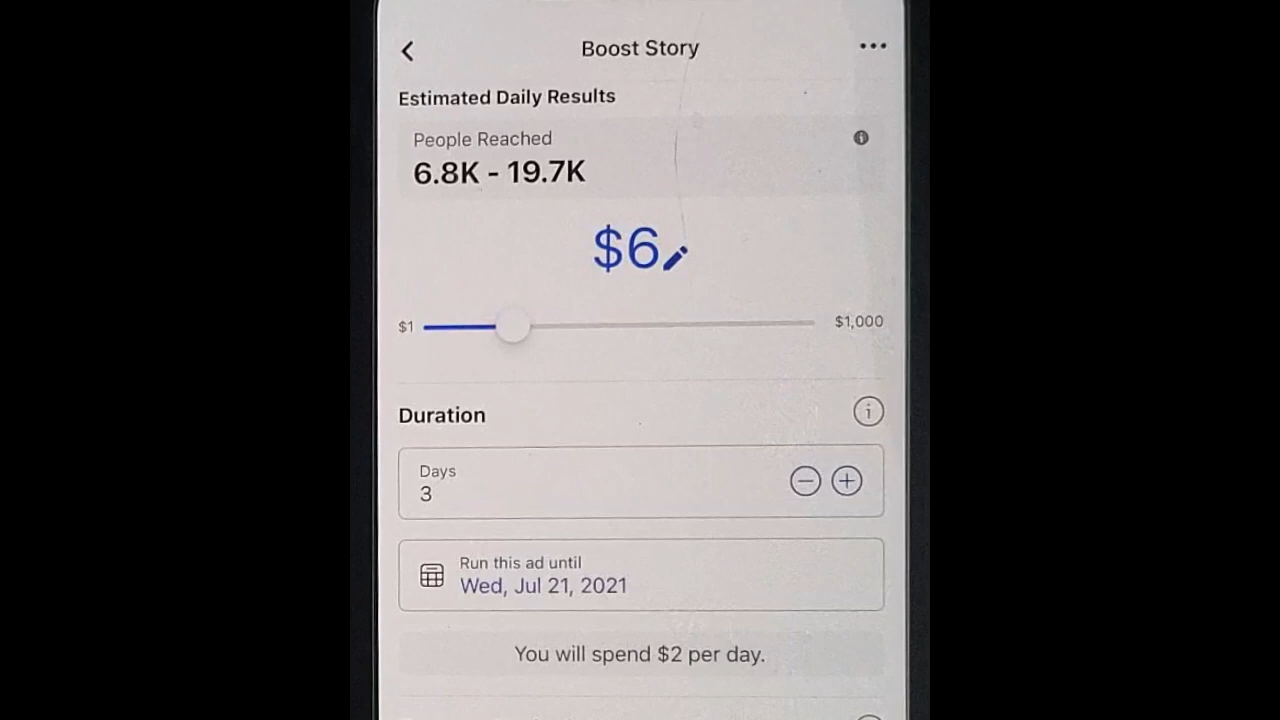 Boost Story
Estimated Daily Results
People Reached
6.8K - 19.7K
$6
$1
$1,000
Duration
Days
3
Run this ad until
Wed, Jul 21, 2021
You will spend $2 per day.